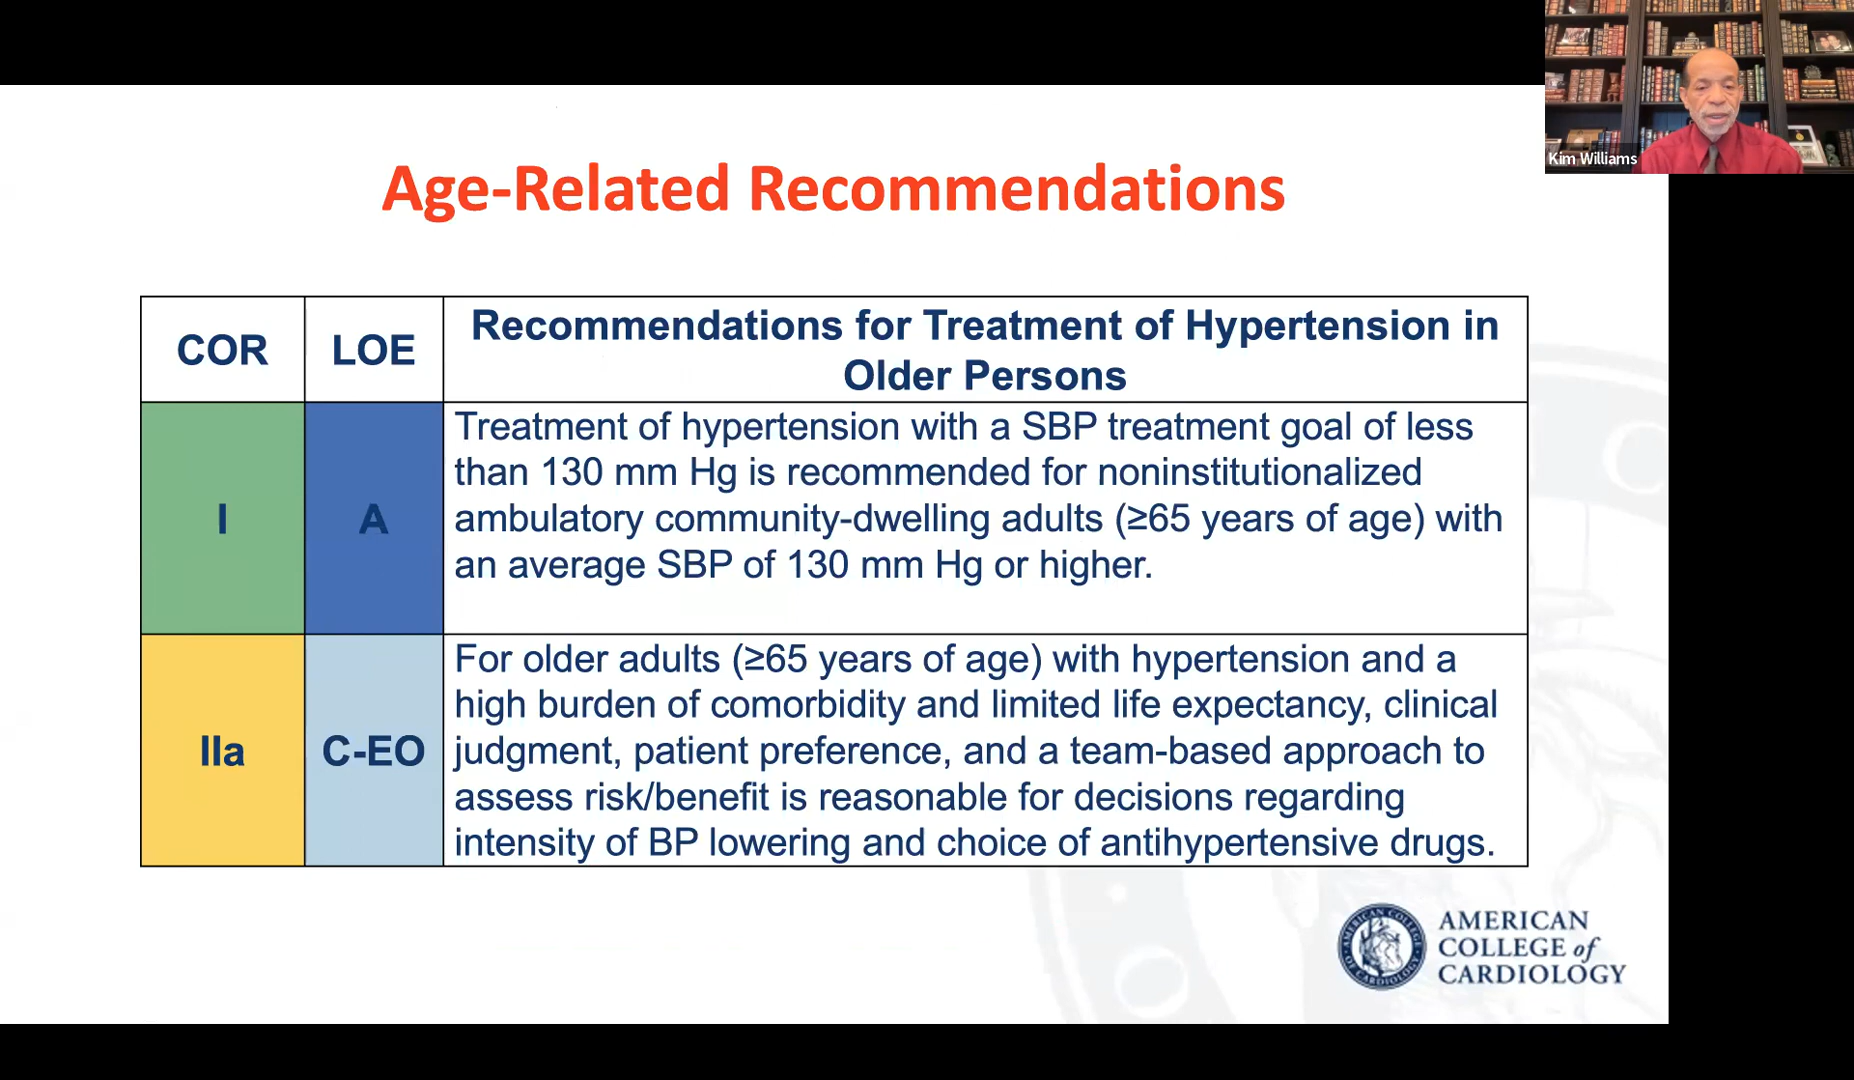 Kim Williams
Age-Related Recommendations
COR
LOE
Recommendations for Treatment of Hypertension in
Older Persons
I
A
Treatment of hypertension with a SBP treatment goal of less
than 130 mm Hg is recommended for noninstitutionalized
ambulatory community-dwelling adults (≥65 years of age) with
an average SBP of 130 mm Hg or higher.
IIa
C-EO
For older adults (≥65 years of age) with hypertension and a
high burden of comorbidity and limited life expectancy, clinical
judgment, patient preference, and a team-based approach to
assess risk/benefit is reasonable for decisions regarding
intensity of BP lowering and choice of antihypertensive drugs.
AMERICAN COLLEGE OF CARDIOLOGY
AMERICAN
COLLEGE of
CARDIOLOGY